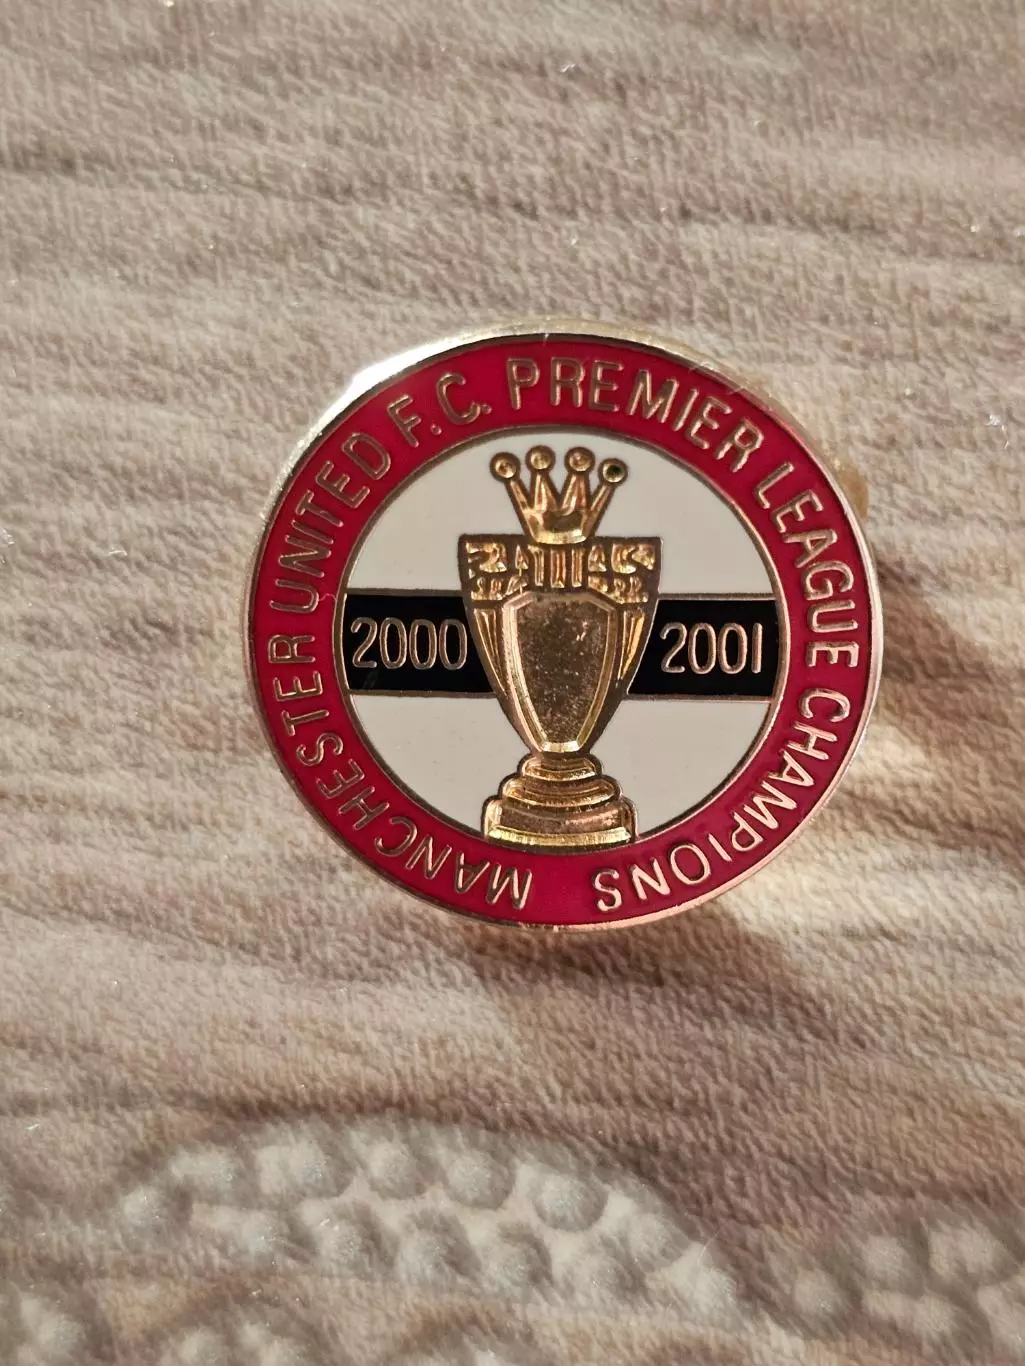 MANCHESTER UNITED F.C. PREMIER LEAGUE CHAMPIONS
2000 2001